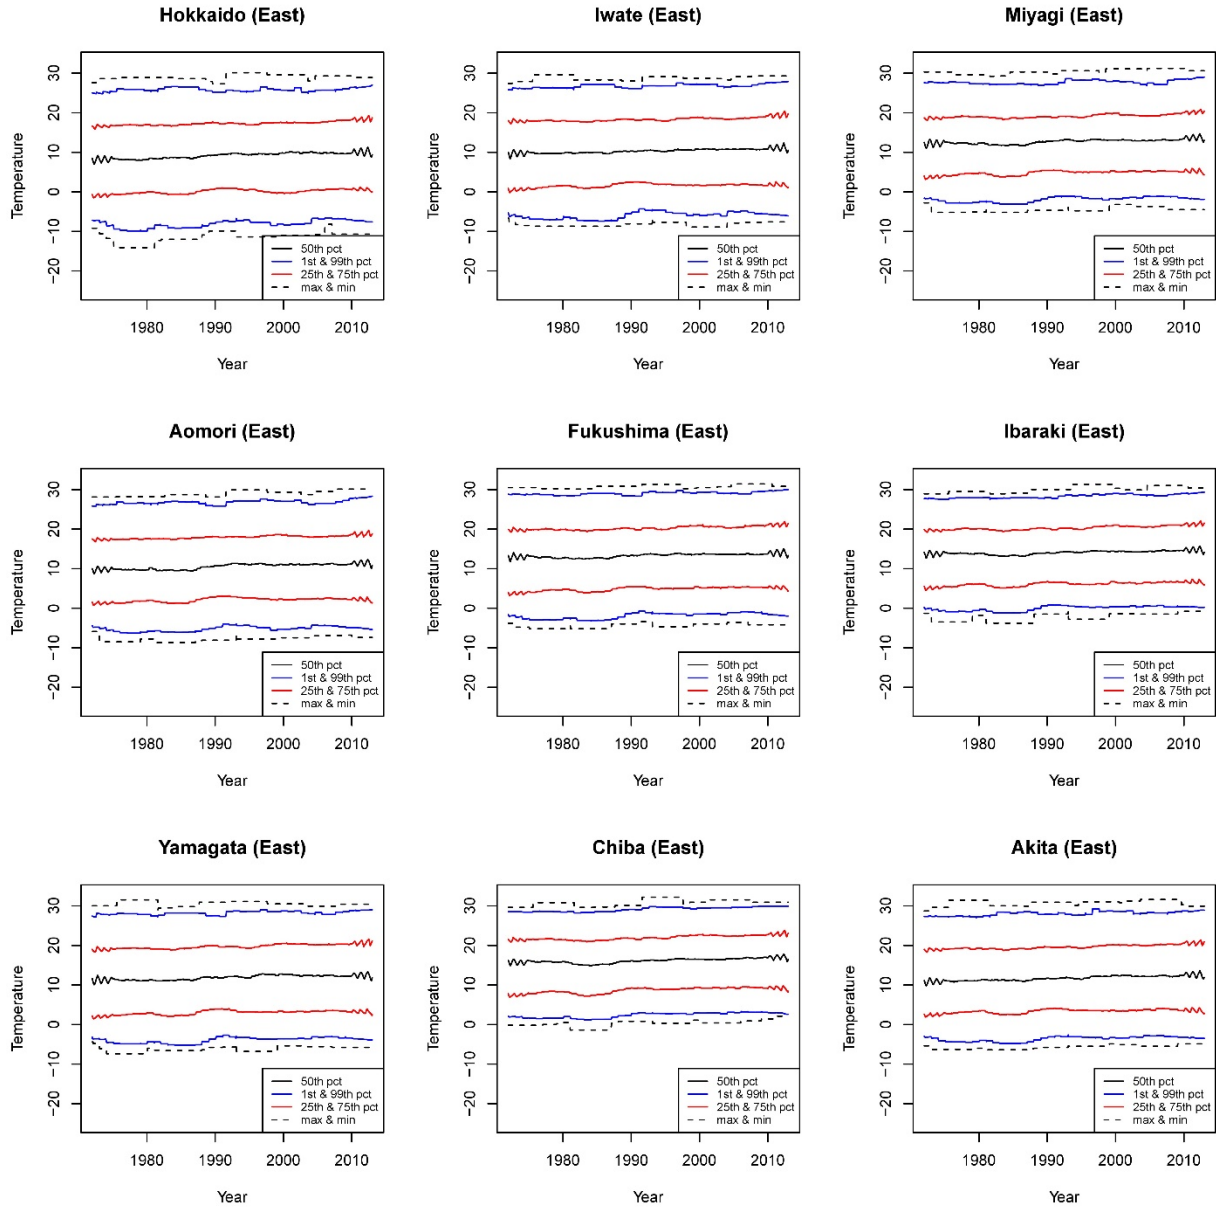 Hokkaido (East)
Temperature
30
20
10
0
−10
−20
50th pct
1st & 99th pct
25th & 75th pct
max & min
1980 1990 2000 2010
Year
Iwate (East)
Temperature
30
20
10
0
−10
−20
50th pct
1st & 99th pct
25th & 75th pct
max & min
1980 1990 2000 2010
Year
Miyagi (East)
Temperature
30
20
10
0
−10
−20
50th pct
1st & 99th pct
25th & 75th pct
max & min
1980 1990 2000 2010
Year
Aomori (East)
Temperature
30
20
10
0
−10
−20
50th pct
1st & 99th pct
25th & 75th pct
max & min
1980 1990 2000 2010
Year
Fukushima (East)
Temperature
30
20
10
0
−10
−20
50th pct
1st & 99th pct
25th & 75th pct
max & min
1980 1990 2000 2010
Year
Ibaraki (East)
Temperature
30
20
10
0
−10
−20
50th pct
1st & 99th pct
25th & 75th pct
max & min
1980 1990 2000 2010
Year
Yamagata (East)
Temperature
30
20
10
0
−10
−20
50th pct
1st & 99th pct
25th & 75th pct
max & min
1980 1990 2000 2010
Year
Chiba (East)
Temperature
30
20
10
0
−10
−20
50th pct
1st & 99th pct
25th & 75th pct
max & min
1980 1990 2000 2010
Year
Akita (East)
Temperature
30
20
10
0
−10
−20
50th pct
1st & 99th pct
25th & 75th pct
max & min
1980 1990 2000 2010
Year